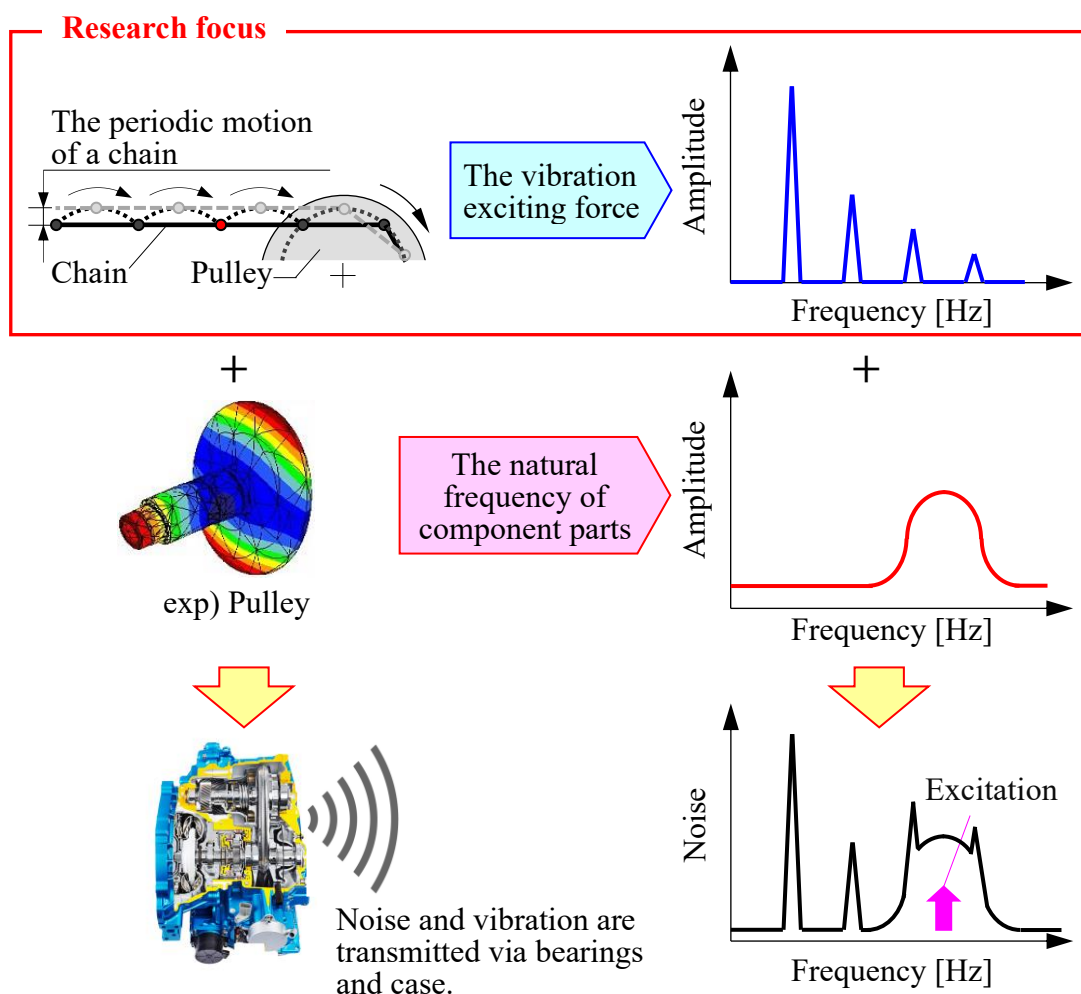 Research focus
The periodic motion
of a chain
Chain
Pulley
The vibration
exciting force
Amplitude
Frequency [Hz]
+
+
exp) Pulley
The natural
frequency of
component parts
Amplitude
Frequency [Hz]
Noise and vibration are
transmitted via bearings
and case.
Noise
Excitation
Frequency [Hz]